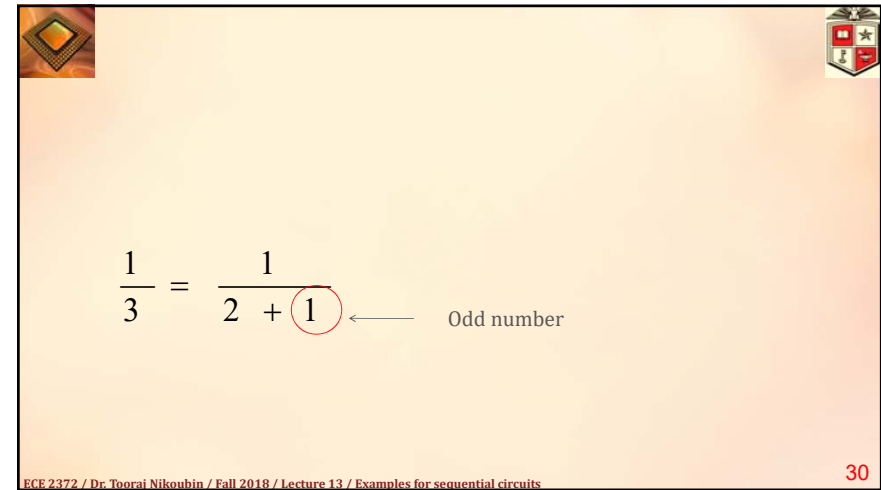 1/3 = 1/(2 + 1)
Odd number
ECE 2372 / Dr. Tooraj Nikoubin / Fall 2018 / Lecture 13 / Examples for sequential circuits
30